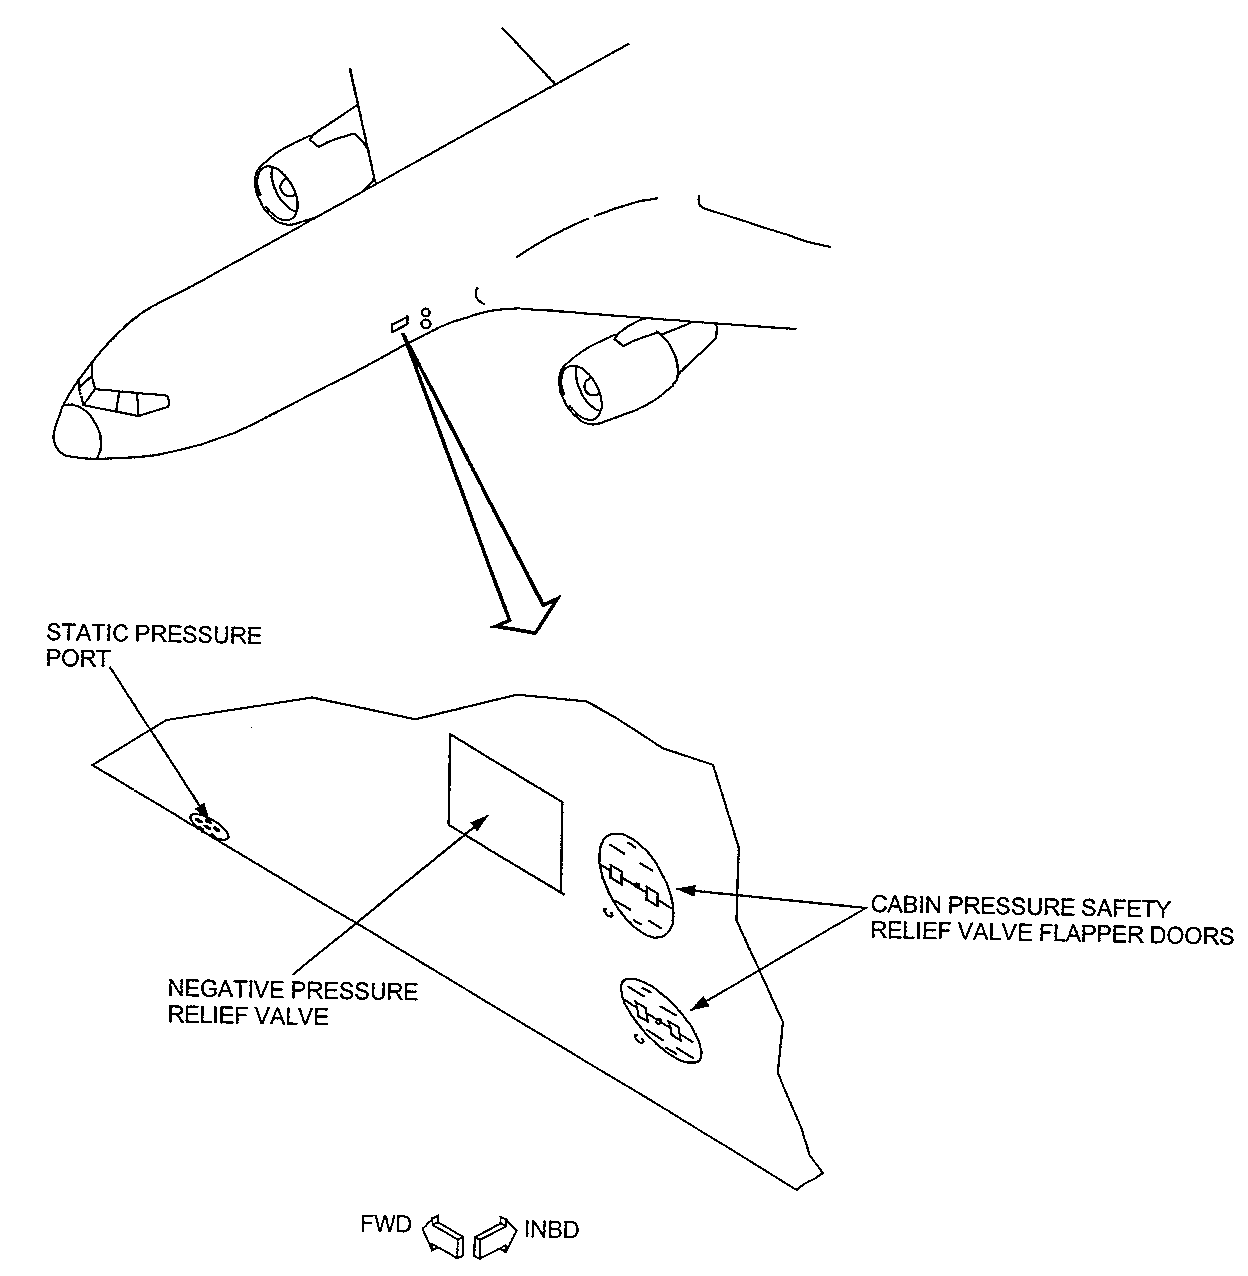 STATIC PRESSURE
PORT
CABIN PRESSURE SAFETY
RELIEF VALVE FLAPPER DOORS
NEGATIVE PRESSURE
RELIEF VALVE
FWD
INBD